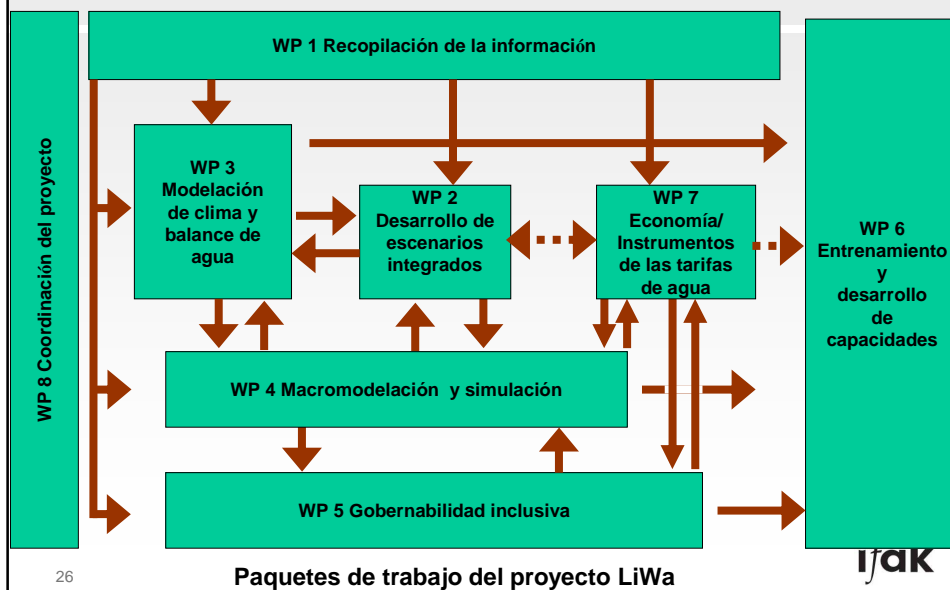 WP 1 Recopilación de la información
WP 8 Coordinación del proyecto
WP 3
Modelación
de clima y
balance de
agua
WP 2
Desarrollo de
escenarios
integrados
WP 7
Economía/
Instrumentos
de las tarifas
de agua
WP 6
Entrenamiento
y
desarrollo
de
capacidades
WP 4 Macromodelación y simulación
WP 5 Gobernabilidad inclusiva
26
Paquetes de trabajo del proyecto LiWa
ifak